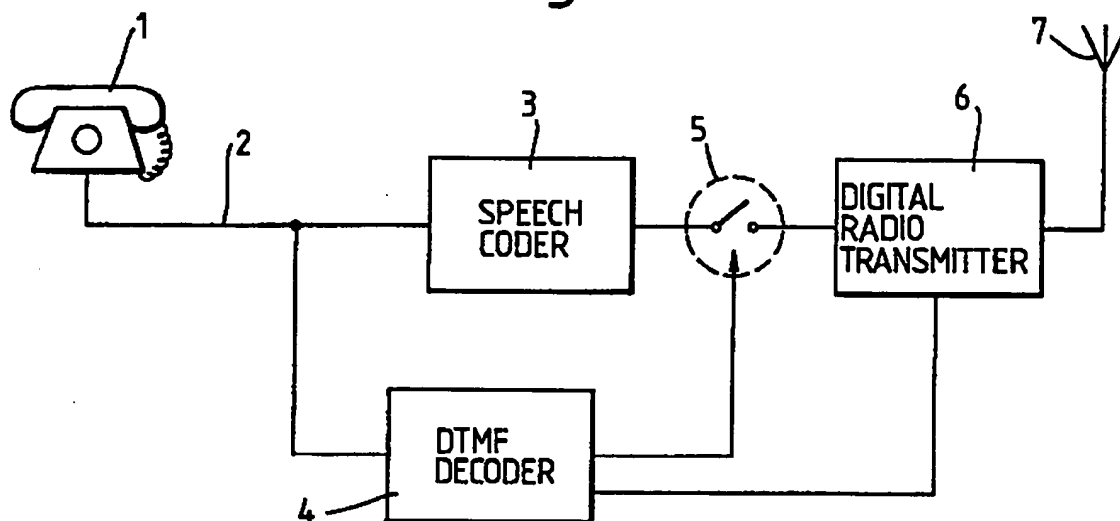 1
7
3
5
6
2
SPEECH
CODER
DIGITAL
RADIO
TRANSMITTER
DTMF
DECODER
4